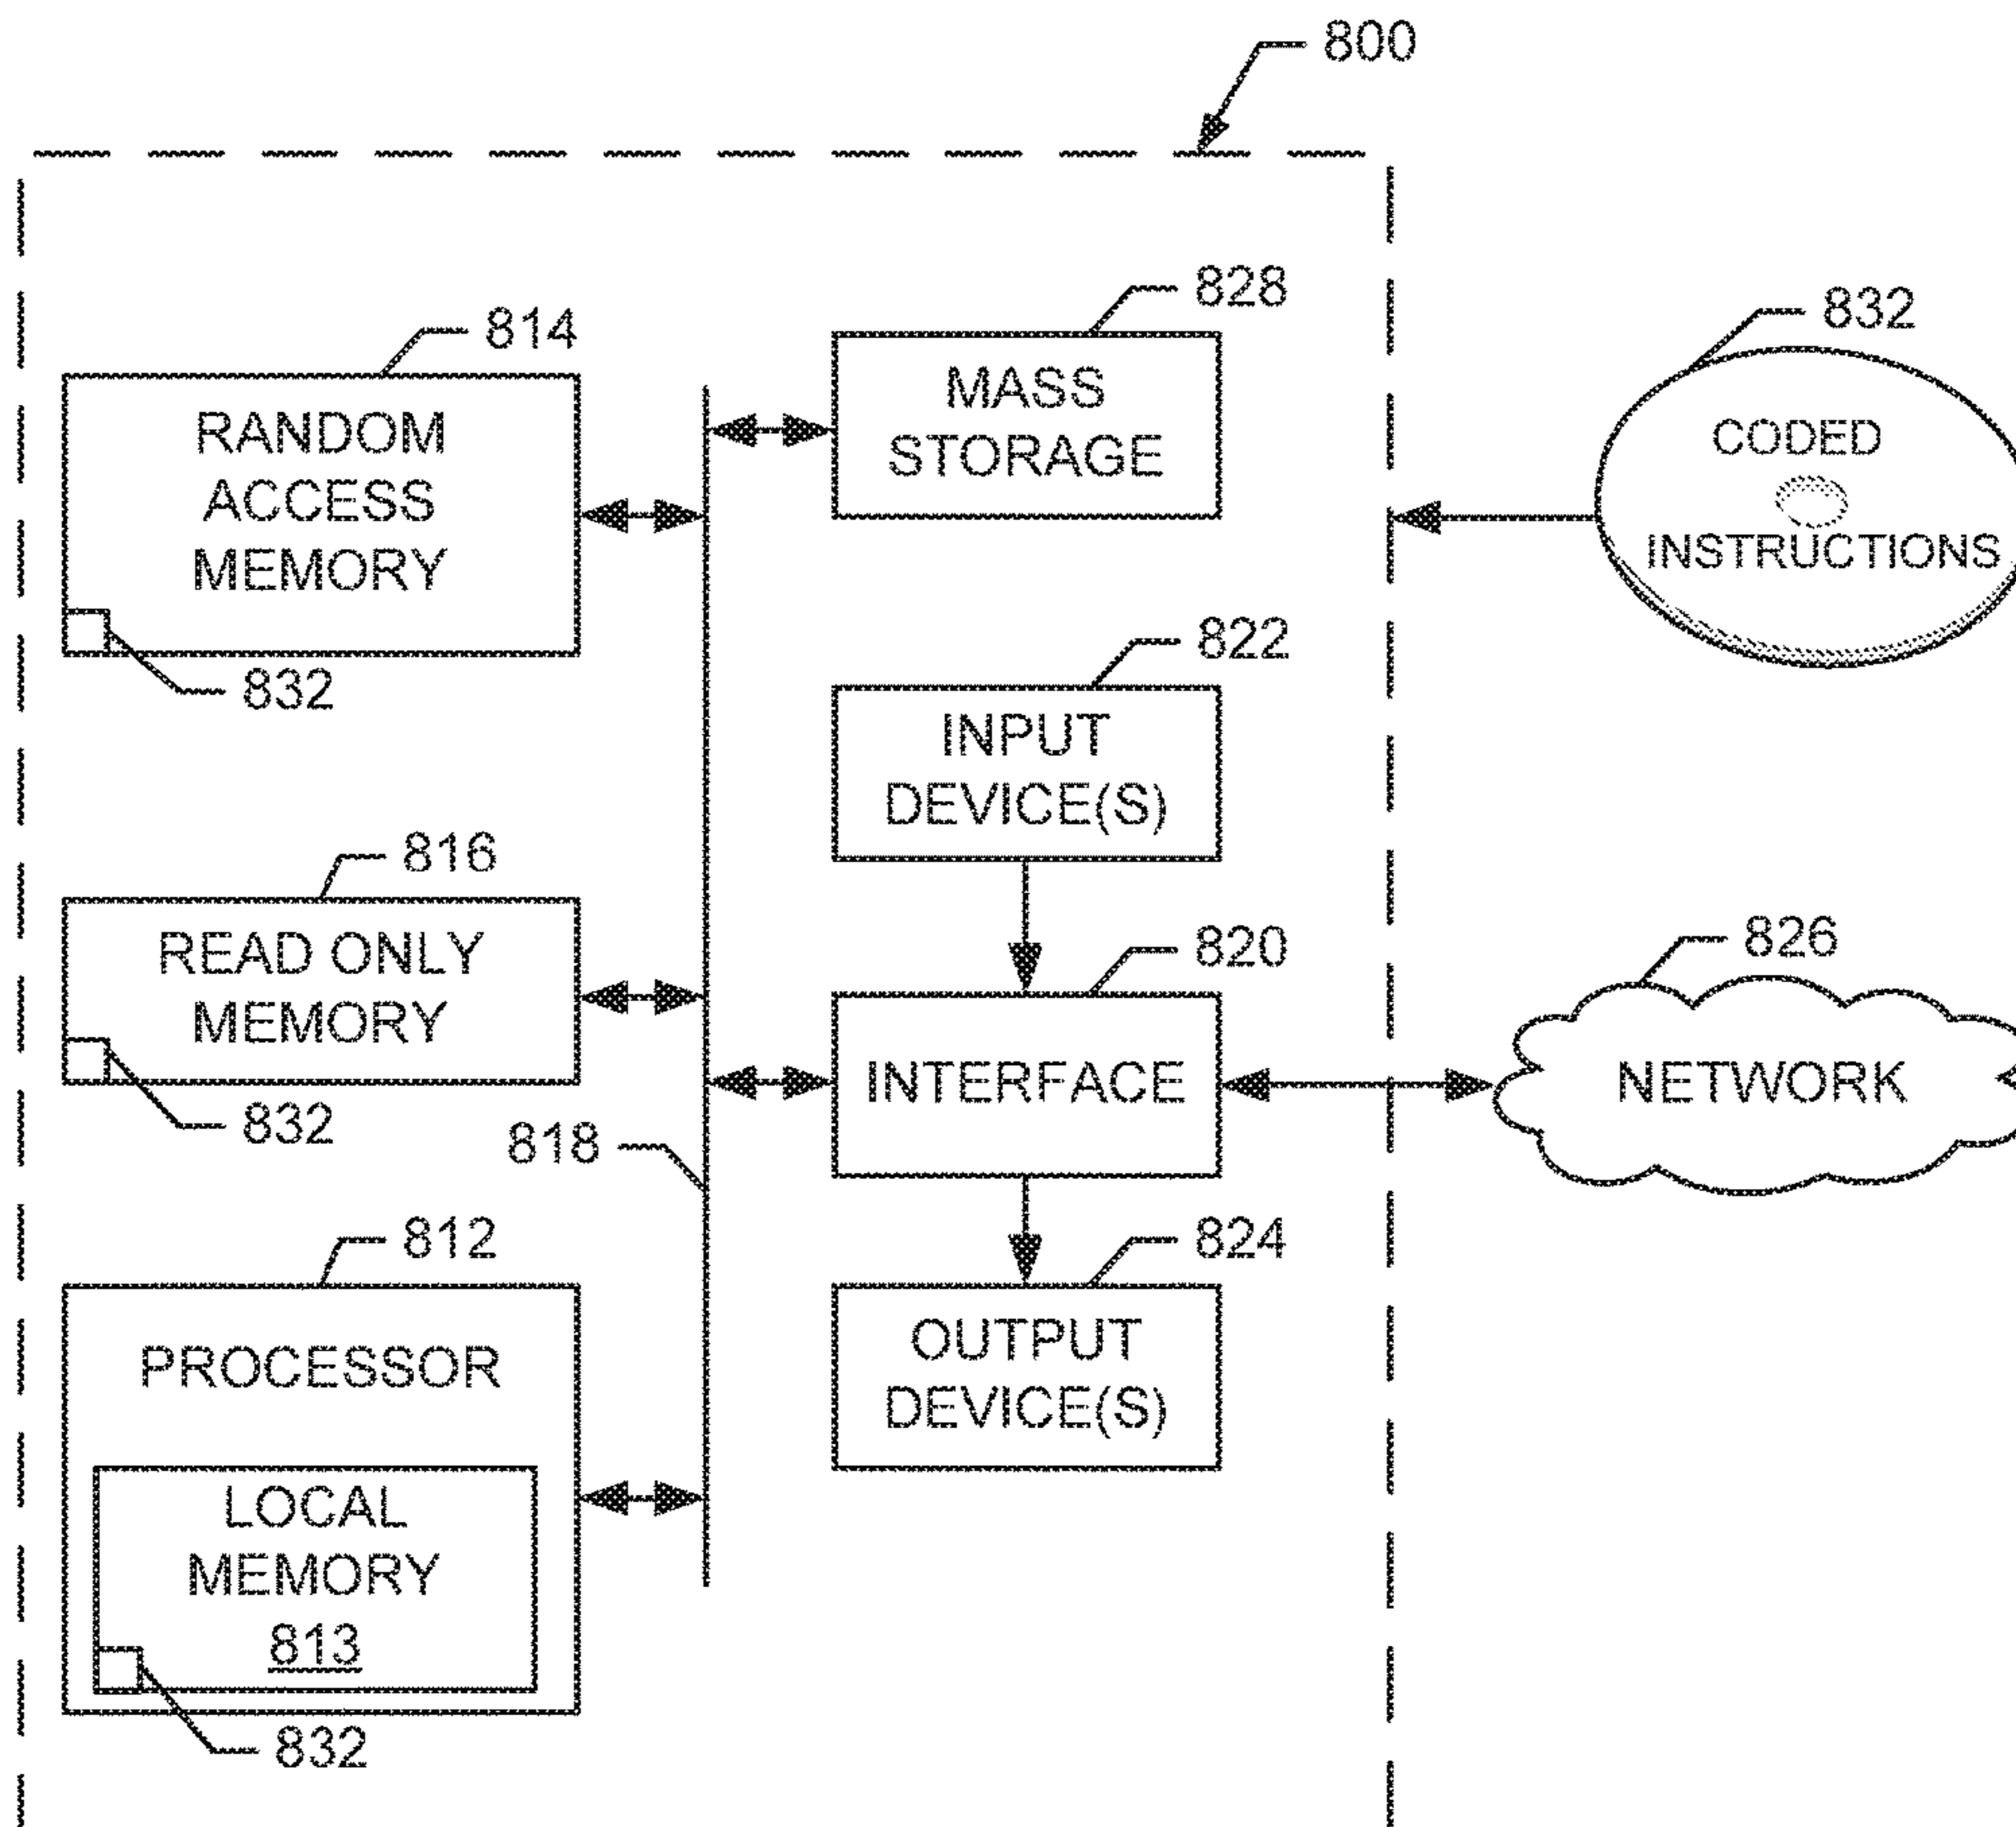 800
828
MASS
STORAGE
814
RANDOM
ACCESS
MEMORY
832
832
CODED
INSTRUCTIONS
822
INPUT
DEVICE(S)
816
READ ONLY
MEMORY
832
820
INTERFACE
826
NETWORK
818
812
PROCESSOR
LOCAL
MEMORY
813
832
824
OUTPUT
DEVICE(S)